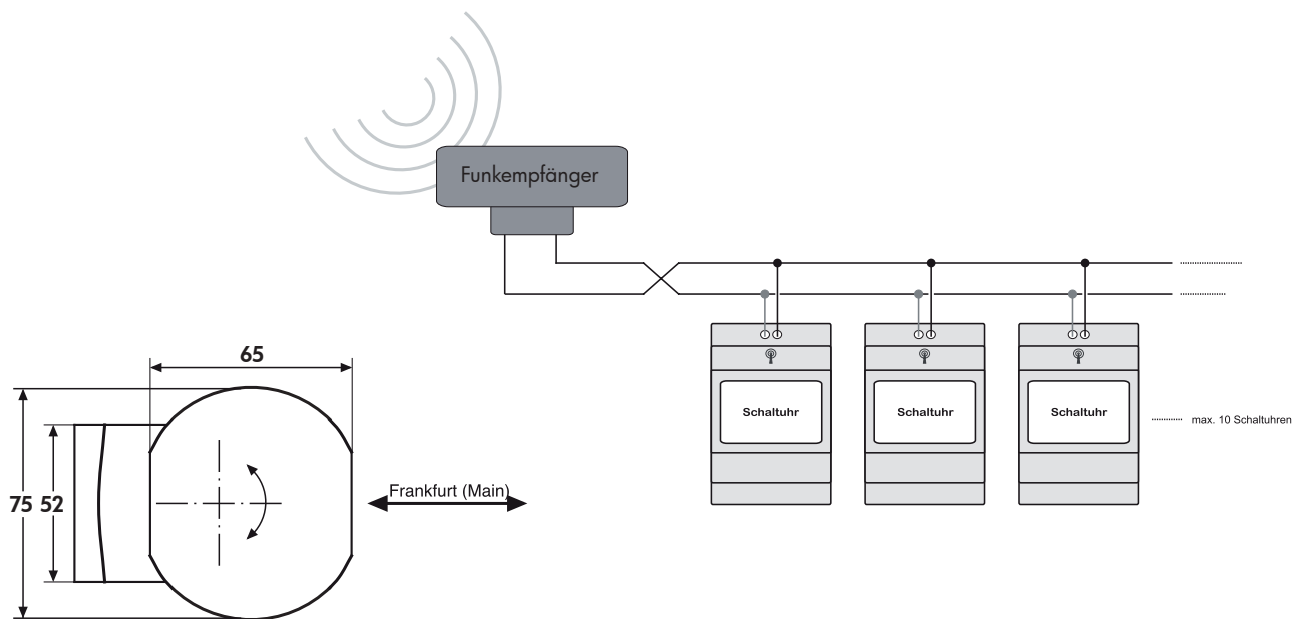 Funkempfänger
Schaltuhr
Schaltuhr
Schaltuhr
max. 10 Schaltuhren
65
75
52
Frankfurt (Main)